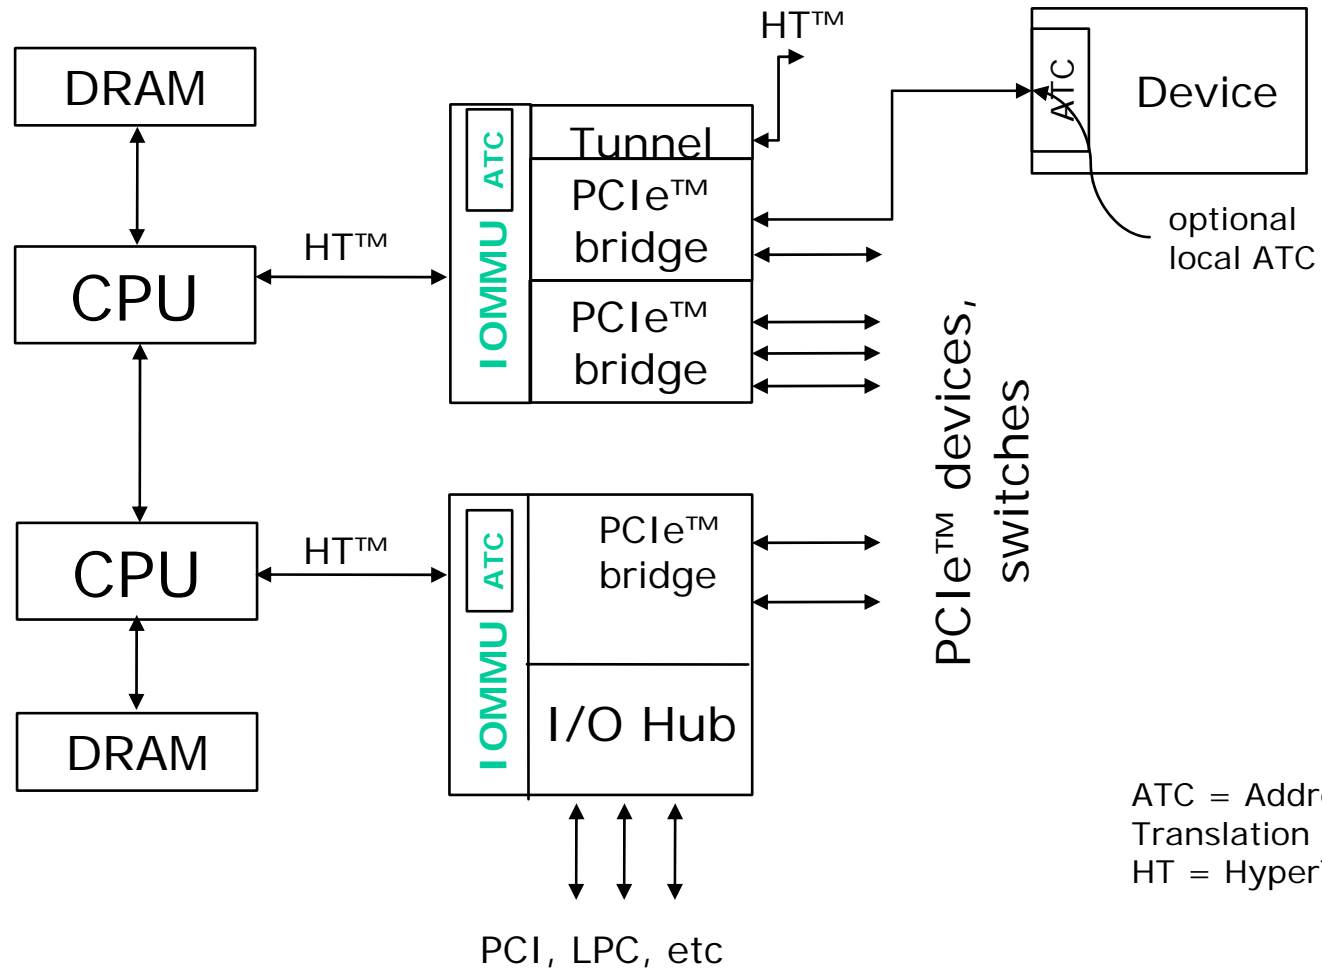 HT™
DRAM
ATC
Device
ATC
Tunnel
PCIe™
bridge
optional
local ATC
HT™
CPU
IOMMU
PCIe™
bridge
PCIe™ devices,
switches
CPU
HT™
ATC
PCIe™
bridge
IOMMU
DRAM
I/O Hub
ATC =
Translation
HT =
PCI, LPC, etc